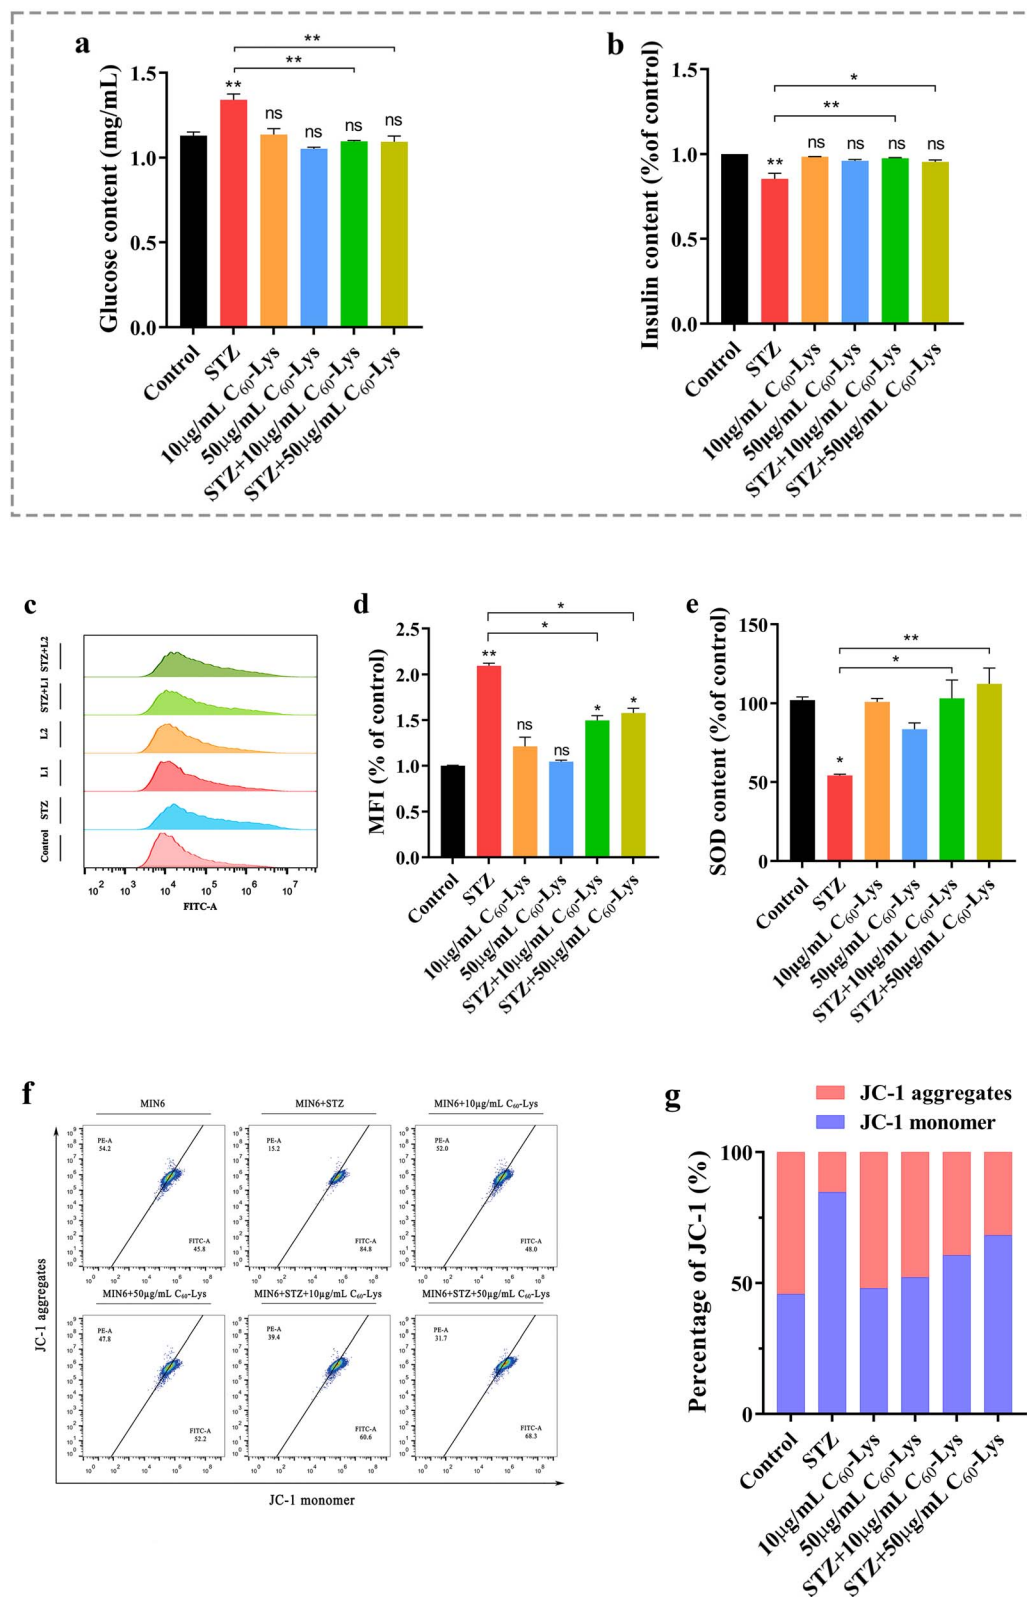 a
Glucose content (mg/mL)
1.5
1.0
0.5
0.0
**
**
**
ns
ns
ns
ns
Control
STZ
10μg/mL C₆₀-Lys
50μg/mL C₆₀-Lys
STZ+10μg/mL C₆₀-Lys
STZ+50μg/mL C₆₀-Lys
b
Insulin content (%of control)
1.5
1.0
0.5
0.0
*
**
**
ns
ns
ns
ns
Control
STZ
10μg/mL C₆₀-Lys
50μg/mL C₆₀-Lys
STZ+10μg/mL C₆₀-Lys
STZ+50μg/mL C₆₀-Lys
c
STZ+L2
STZ+L1
L2
L1
STZ
Control
10² 10³ 10⁴ 10⁵ 10⁶ 10⁷
FITC-A
d
MFI (% of control)
2.5
2.0
1.5
1.0
0.5
0.0
*
*
**
ns
ns
*
*
Control
STZ
10μg/mL C₆₀-Lys
50μg/mL C₆₀-Lys
STZ+10μg/mL C₆₀-Lys
STZ+50μg/mL C₆₀-Lys
e
SOD content (%of control)
150
100
50
0
**
*
*
Control
STZ
10μg/mL C₆₀-Lys
50μg/mL C₆₀-Lys
STZ+10μg/mL C₆₀-Lys
STZ+50μg/mL C₆₀-Lys
f
JC-1 aggregates
MIN6
PE-A
54.2
FITC-A
45.8
MIN6+STZ
PE-A
15.2
FITC-A
84.8
MIN6+10μg/mL C₆₀-Lys
PE-A
52.0
FITC-A
48.0
MIN6+50μg/mL C₆₀-Lys
PE-A
47.8
FITC-A
52.2
MIN6+STZ+10μg/mL C₆₀-Lys
PE-A
39.4
FITC-A
60.6
MIN6+STZ+50μg/mL C₆₀-Lys
PE-A
31.7
FITC-A
68.3
JC-1 monomer
g
JC-1 aggregates
JC-1 monomer
Percentage of JC-1 (%)
100
50
0
Control
STZ
10μg/mL C₆₀-Lys
50μg/mL C₆₀-Lys
STZ+10μg/mL C₆₀-Lys
STZ+50μg/mL C₆₀-Lys